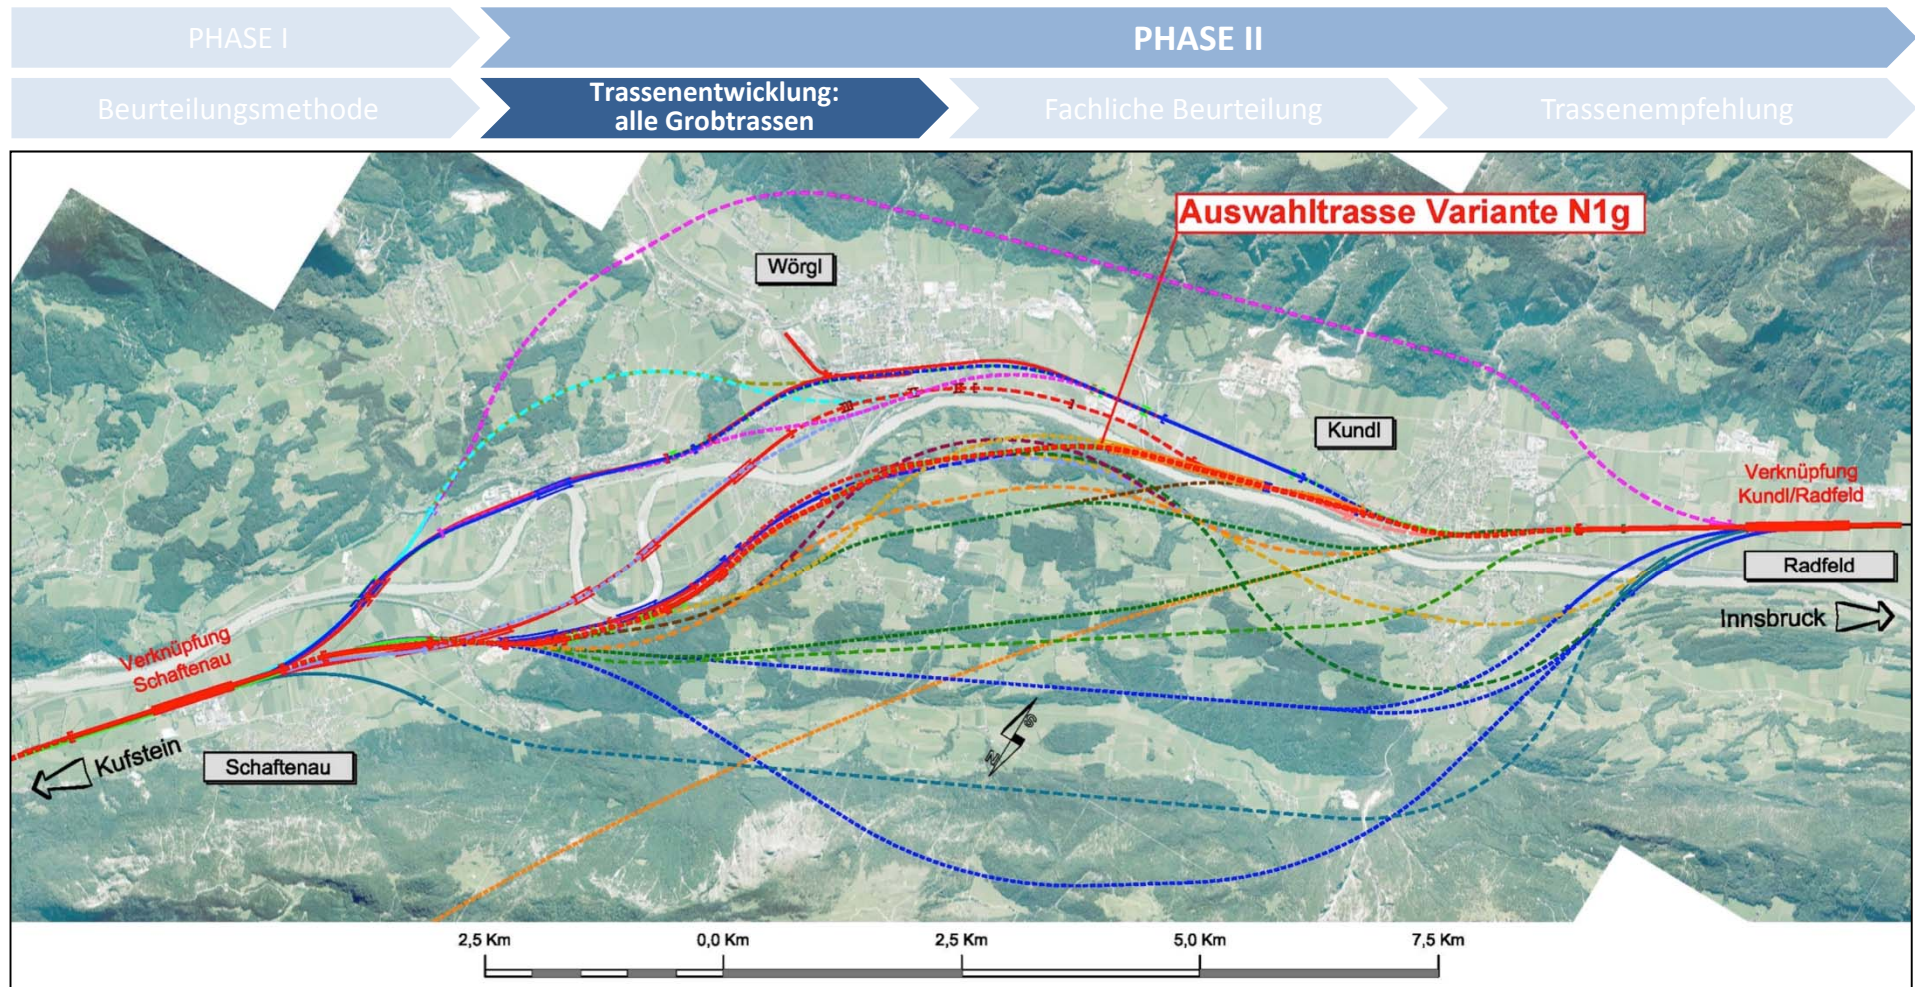 PHASE I
PHASE II
Beurteilungsmethode
Trassenentwicklung:
alle Grobtrassen
Fachliche Beurteilung
Trassenempfehlung
Auswahltrasse Variante N1g
Wörgl
Kundl
Verknüpfung
Kundl/Radfeld
Radfeld
Innsbruck
Verknüpfung
Schaftenau
Kufstein
Schaftenau
S
N
2,5 Km
0,0 Km
2,5 Km
5,0 Km
7,5 Km